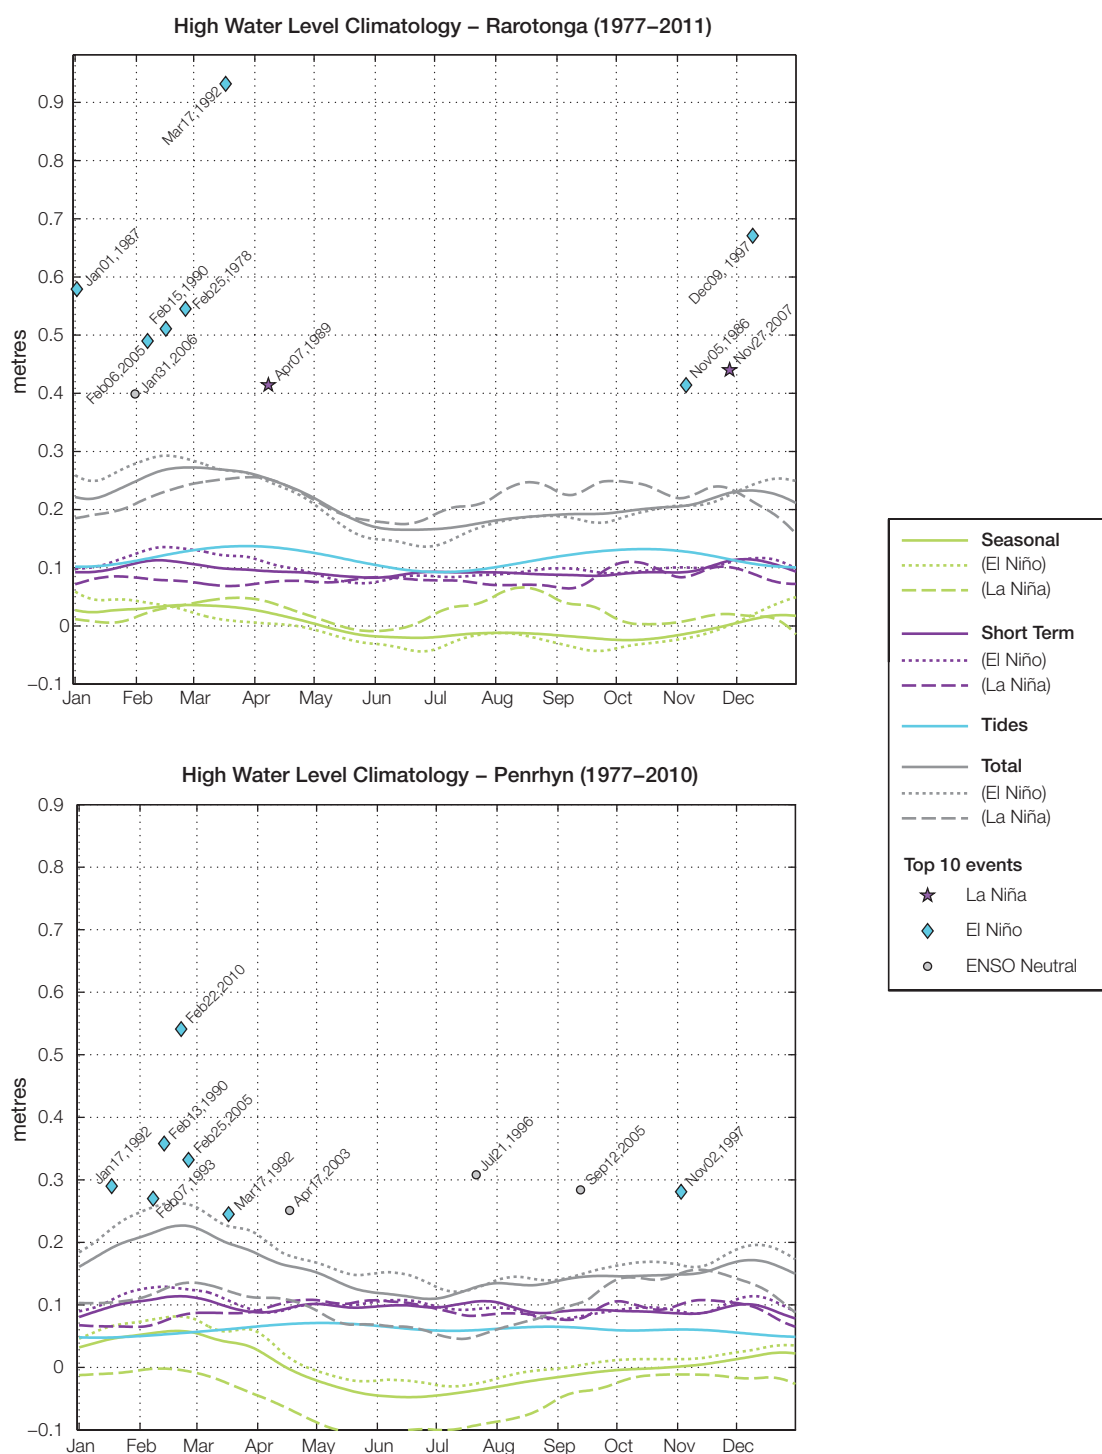 High Water Level Climatology – Rarotonga (1977–2011)
metres
0.9
0.8
0.7
0.6
0.5
0.4
0.3
0.2
0.1
0
–0.1
Mar17,1992
Jan01,1987
Feb15,1990
Feb25,1978
Feb06,2005
Jan31,2006
Apr07,1989
Dec09, 1997
Nov05,1986
Nov27,2007
Jan Feb Mar Apr May Jun Jul Aug Sep Oct Nov Dec
High Water Level Climatology – Penrhyn (1977–2010)
metres
0.9
0.8
0.7
0.6
0.5
0.4
0.3
0.2
0.1
0
–0.1
Feb22,2010
Feb13,1990
Feb25,2005
Jan17,1992
Feb07,1993
Mar17,1992
Apr17,2003
Jul21,1996
Sep12,2005
Nov02,1997
Jan Feb Mar Apr May Jun Jul Aug Sep Oct Nov Dec
Seasonal
(El Niño)
(La Niña)
Short Term
(El Niño)
(La Niña)
Tides
Total
(El Niño)
(La Niña)
Top 10 events
La Niña
El Niño
ENSO Neutral